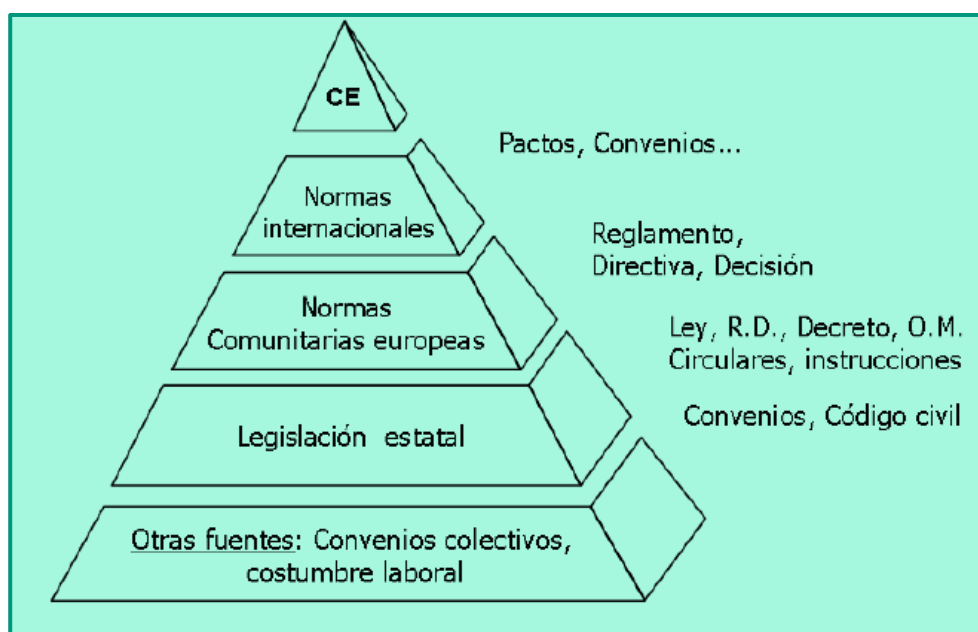 CE
Pactos, Convenios...
Normas
internacionales
Reglamento,
Directiva, Decisión
Normas
Comunitarias europeas
Ley, R.D., Decreto, O.M.
Circulares, instrucciones
Legislación estatal
Convenios, Código civil
Otras fuentes: Convenios colectivos,
costumbre laboral